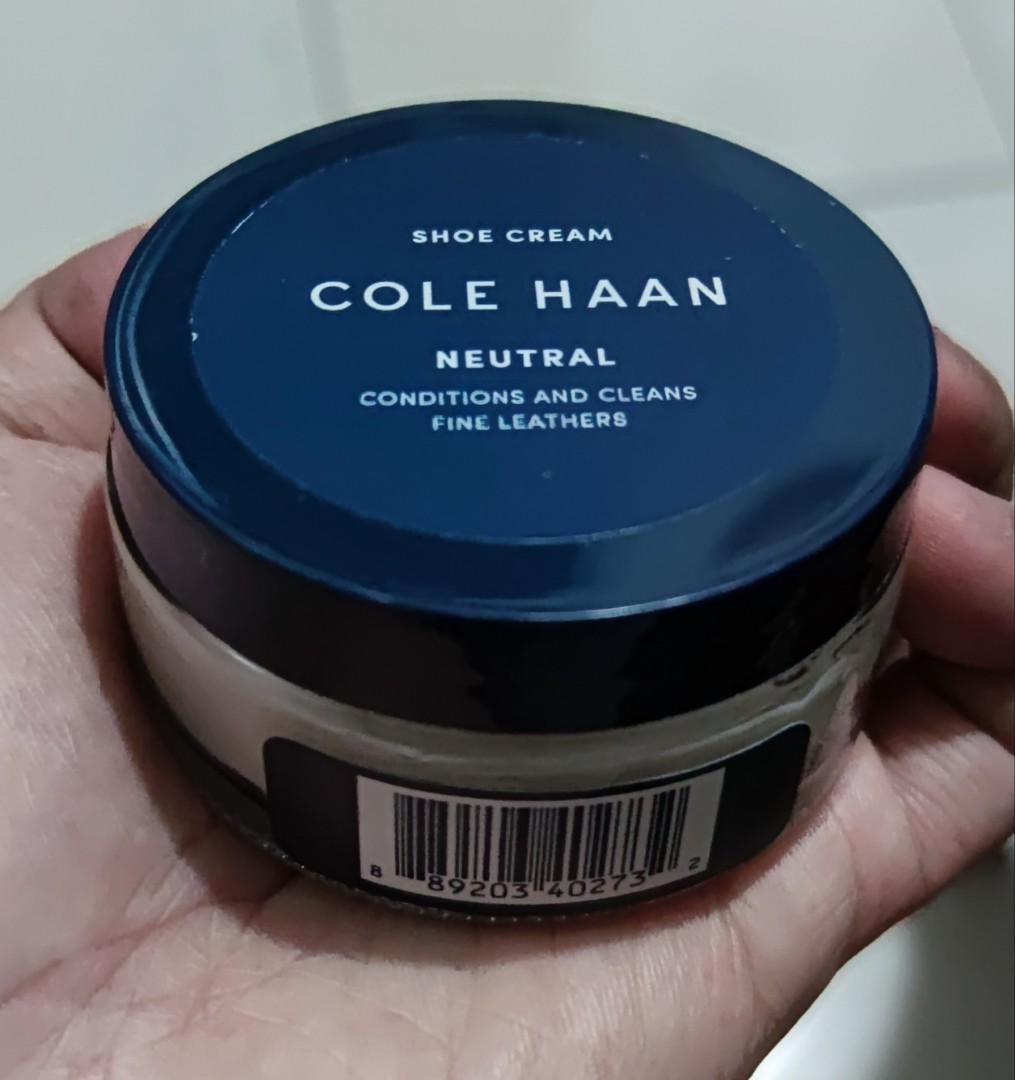 SHOE CREAM
COLE HAAN
NEUTRAL
CONDITIONS AND CLEANS
FINE LEATHERS
8 89203 40273 2